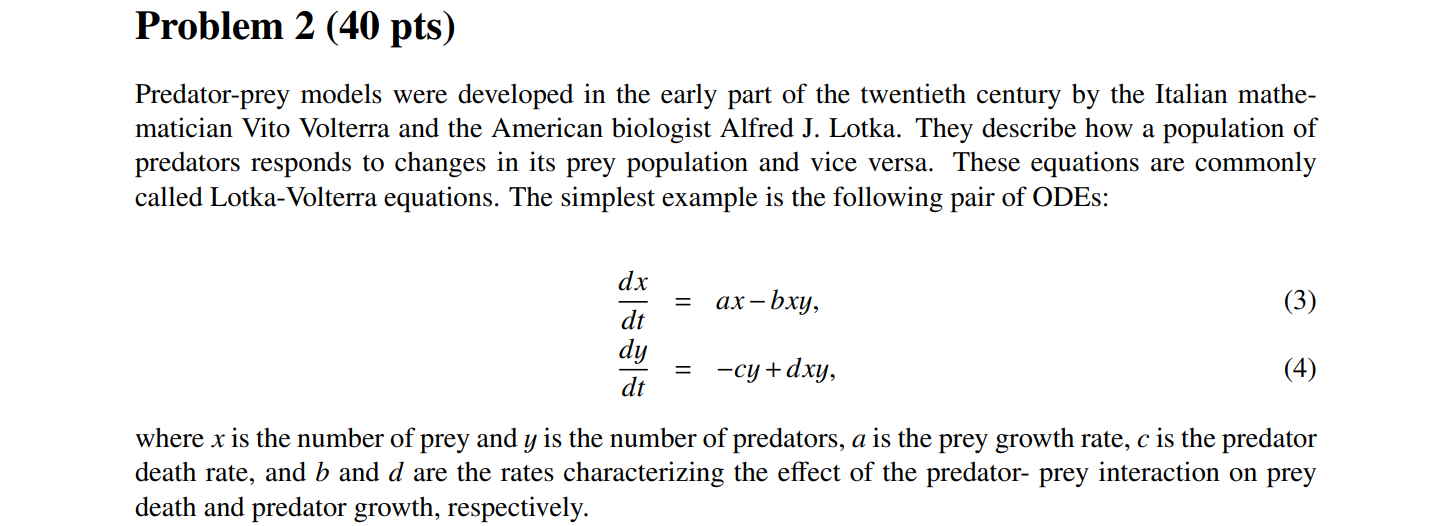 Problem 2 (40 pts)
Predator-prey models were developed in the early part of the twentieth century by the Italian mathe-
matician Vito Volterra and the American biologist Alfred J. Lotka. They describe how a population of
predators responds to changes in its prey population and vice versa. These equations are commonly
called Lotka-Volterra equations. The simplest example is the following pair of ODEs:
dx/dt = ax − bxy, (3)
dy/dt = −cy + dxy, (4)
where x is the number of prey and y is the number of predators, a is the prey growth rate, c is the predator
death rate, and b and d are the rates characterizing the effect of the predator- prey interaction on prey
death and predator growth, respectively.